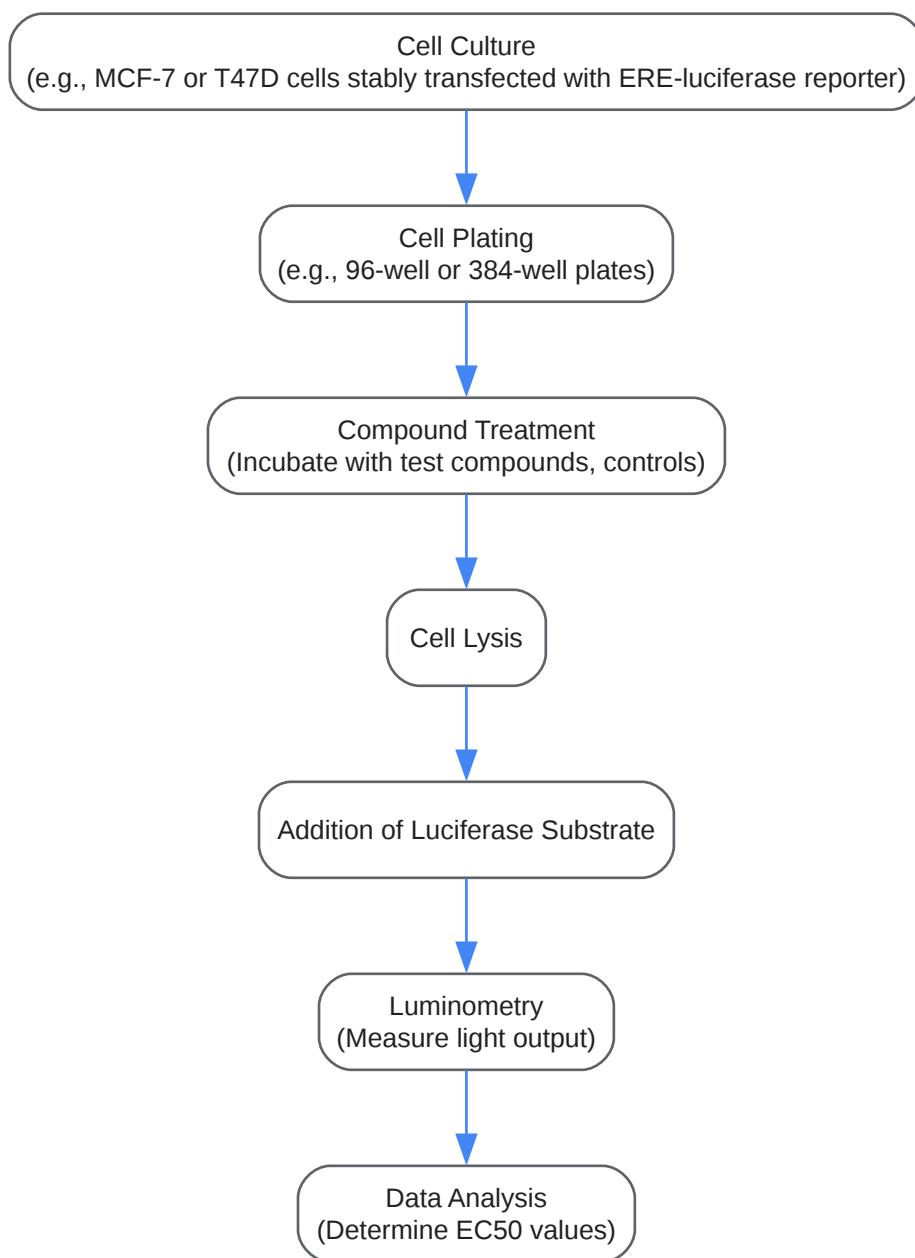 Cell Culture
(e.g., MCF-7 or T47D cells stably transfected with ERE-luciferase reporter)
Cell Plating
(e.g., 96-well or 384-well plates)
Compound Treatment
(Incubate with test compounds, controls)
Cell Lysis
Addition of Luciferase Substrate
Luminometry
(Measure light output)
Data Analysis
(Determine EC50 values)